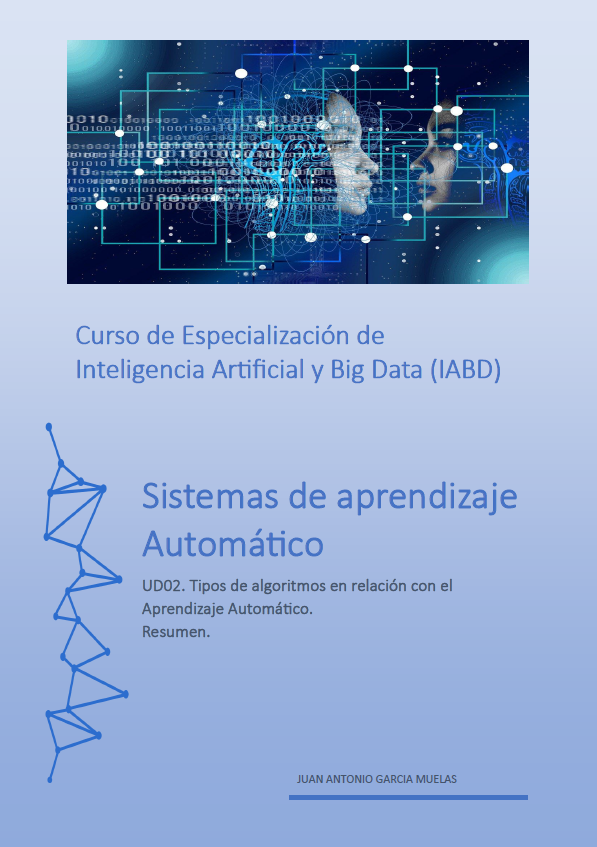 Curso de Especialización de
Inteligencia Artificial y Big Data (IABD)
Sistemas de aprendizaje
Automático
UD02. Tipos de algoritmos en relación con el
Aprendizaje Automático.
Resumen.
JUAN ANTONIO GARCIA MUELAS